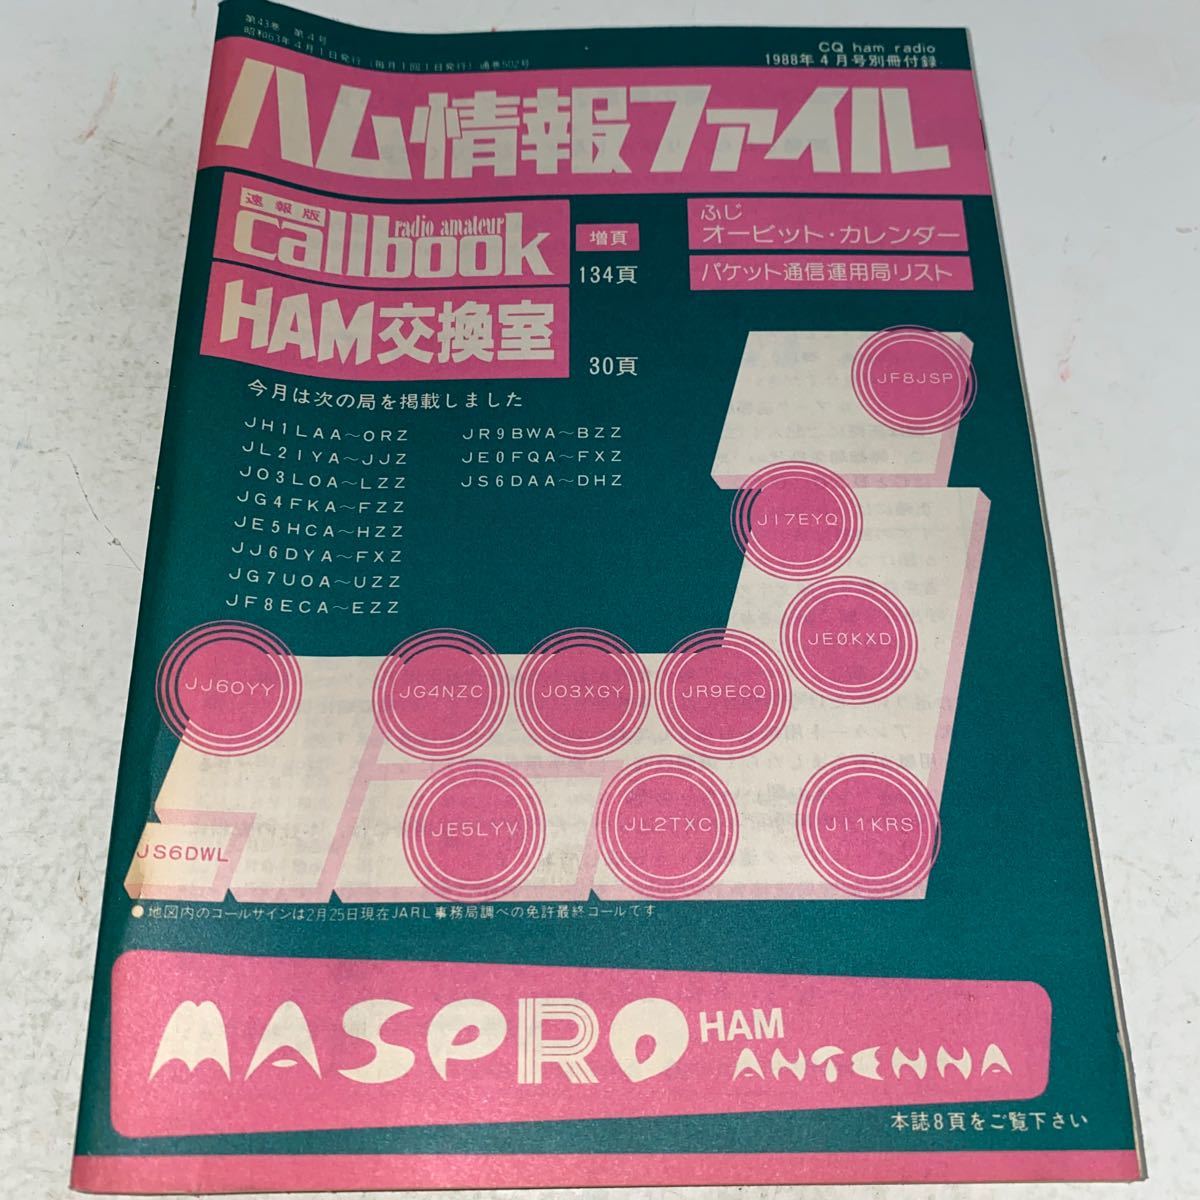 第43巻 第4号
昭和63年4月1日発行(毎月1回1日発行)通巻502号
CQ ham radio
1988年4月号別冊付録
ハム情報ファイル
速報版
radio amateur
callbook
増頁
134頁
HAM交換室
30頁
ふじ
オービット・カレンダー
パケット通信運用局リスト
今月は次の局を掲載しました
JH1LAA~ORZ
JL2IYA~JJZ
JO3LOA~LZZ
JG4FKA~FZZ
JE5HCA~HZZ
JJ6DYA~FXZ
JG7UOA~UZZ
JF8ECA~EZZ
JR9BWA~BZZ
JE0FQA~FXZ
JS6DAA~DHZ
JF8JSP
JI7EYQ
JE0KXD
JJ6OYY
JG4NZC
JO3XGY
JR9ECQ
JE5LYV
JL2TXC
JI1KRS
JS6DWL
●地図内のコールサインは2月25日現在JARL事務局調べの免許最終コールです
MASPRO HAM ANTENNA
本誌8頁をご覧下さい